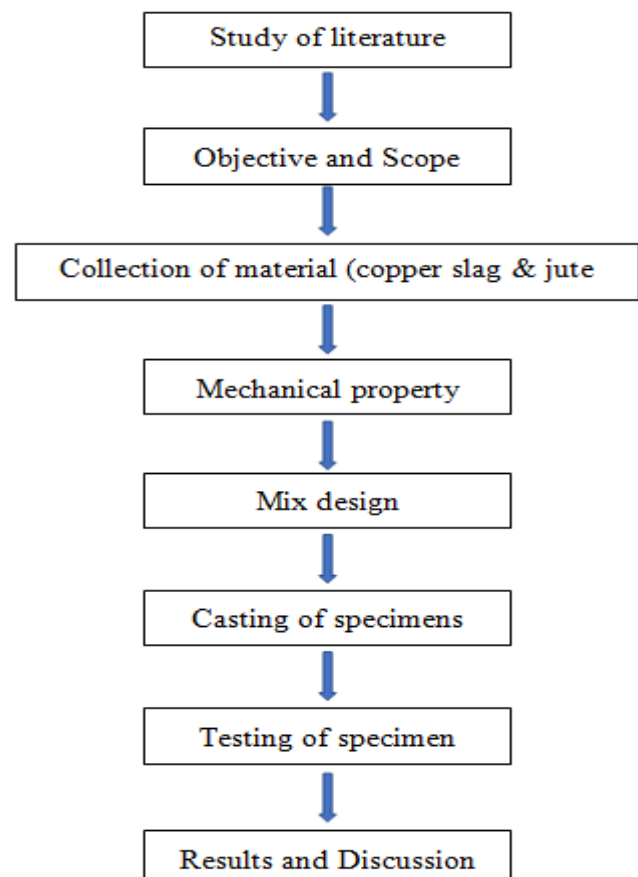 Study of literature
Objective and Scope
Collection of material (copper slag & jute
Mechanical property
Mix design
Casting of specimens
Testing of specimen
Results and Discussion